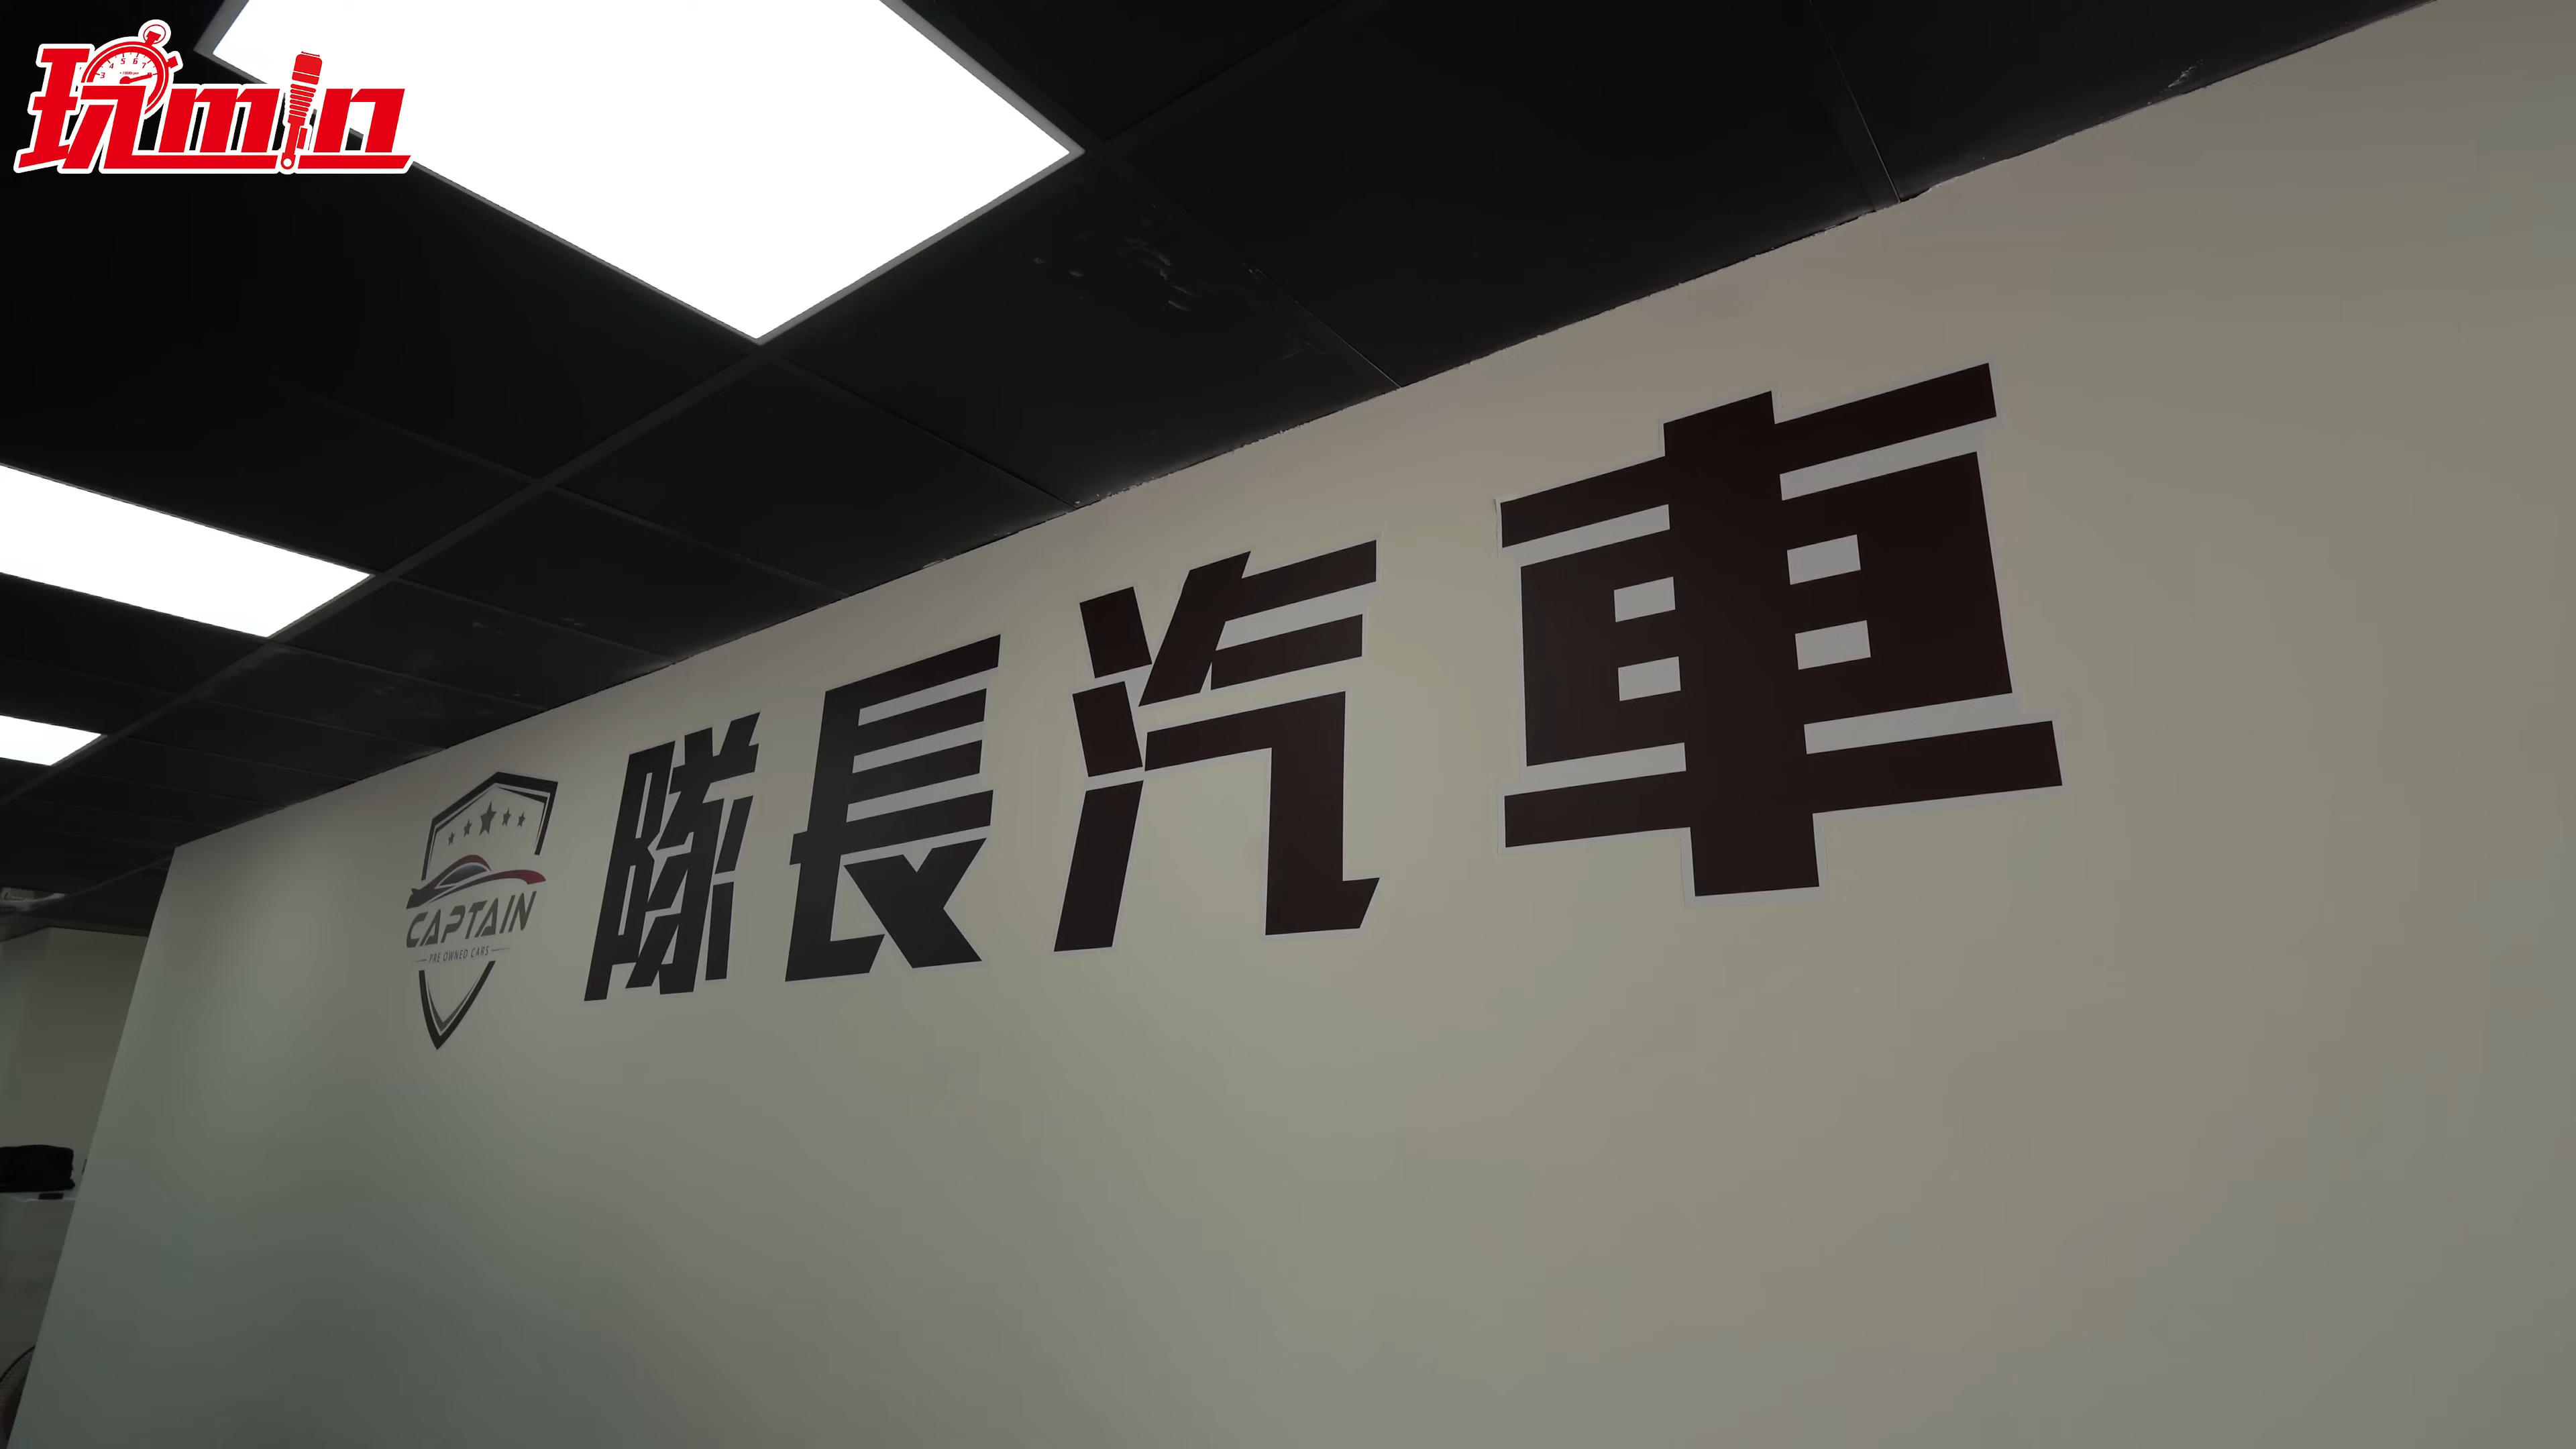 玩min
隊長汽車
CAPTAIN
PRE OWNED CARS